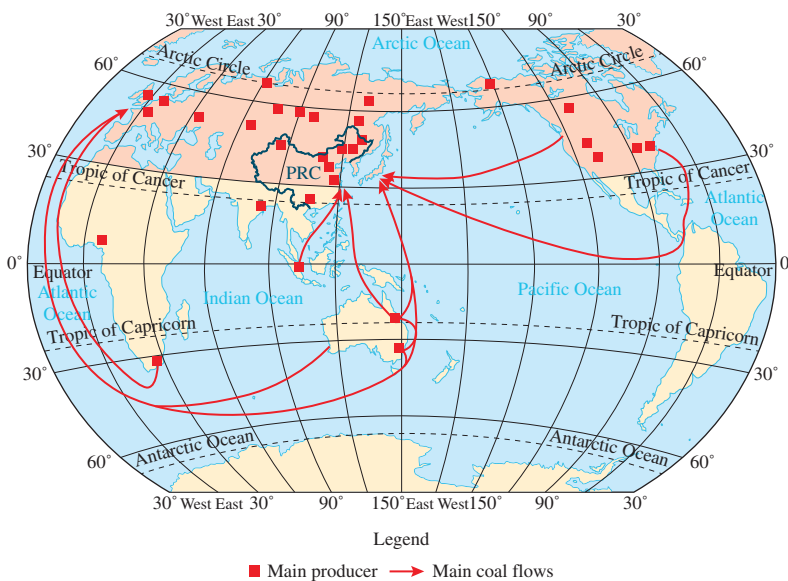 30° West East 30° 90° 150° East West 150° 90° 30°
Arctic Ocean
60° Arctic Circle Arctic Circle 60°
30° PRC 30°
Tropic of Cancer Tropic of Cancer
Atlantic
Ocean
0° Equator Equator 0
Atlantic
Ocean
Indian Ocean Pacific Ocean
Tropic of Capricorn Tropic of Capricorn
30° 30°
60° Antarctic Ocean Antarctic Ocean 60°
30° West East 30° 90° 150° East West 150° 90° 30°
Legend
Main producer Main coal flows